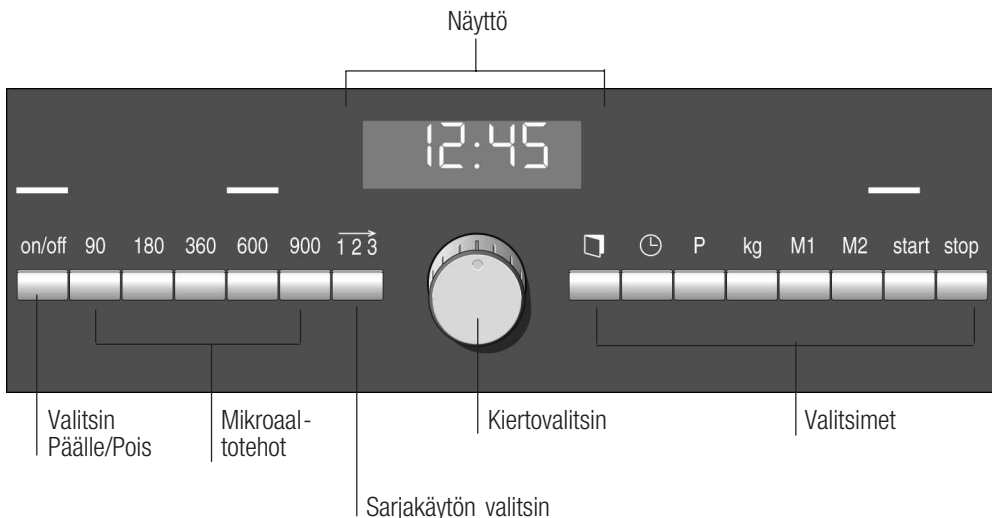 Näyttö
12:45
on/off 90 180 360 600 900 1 2 3 P kg M1 M2 start stop
Valitsin
Päälle/Pois
Mikroaal-
totehot
Kiertovalitsin
Valitsimet
Sarjakäytön valitsin